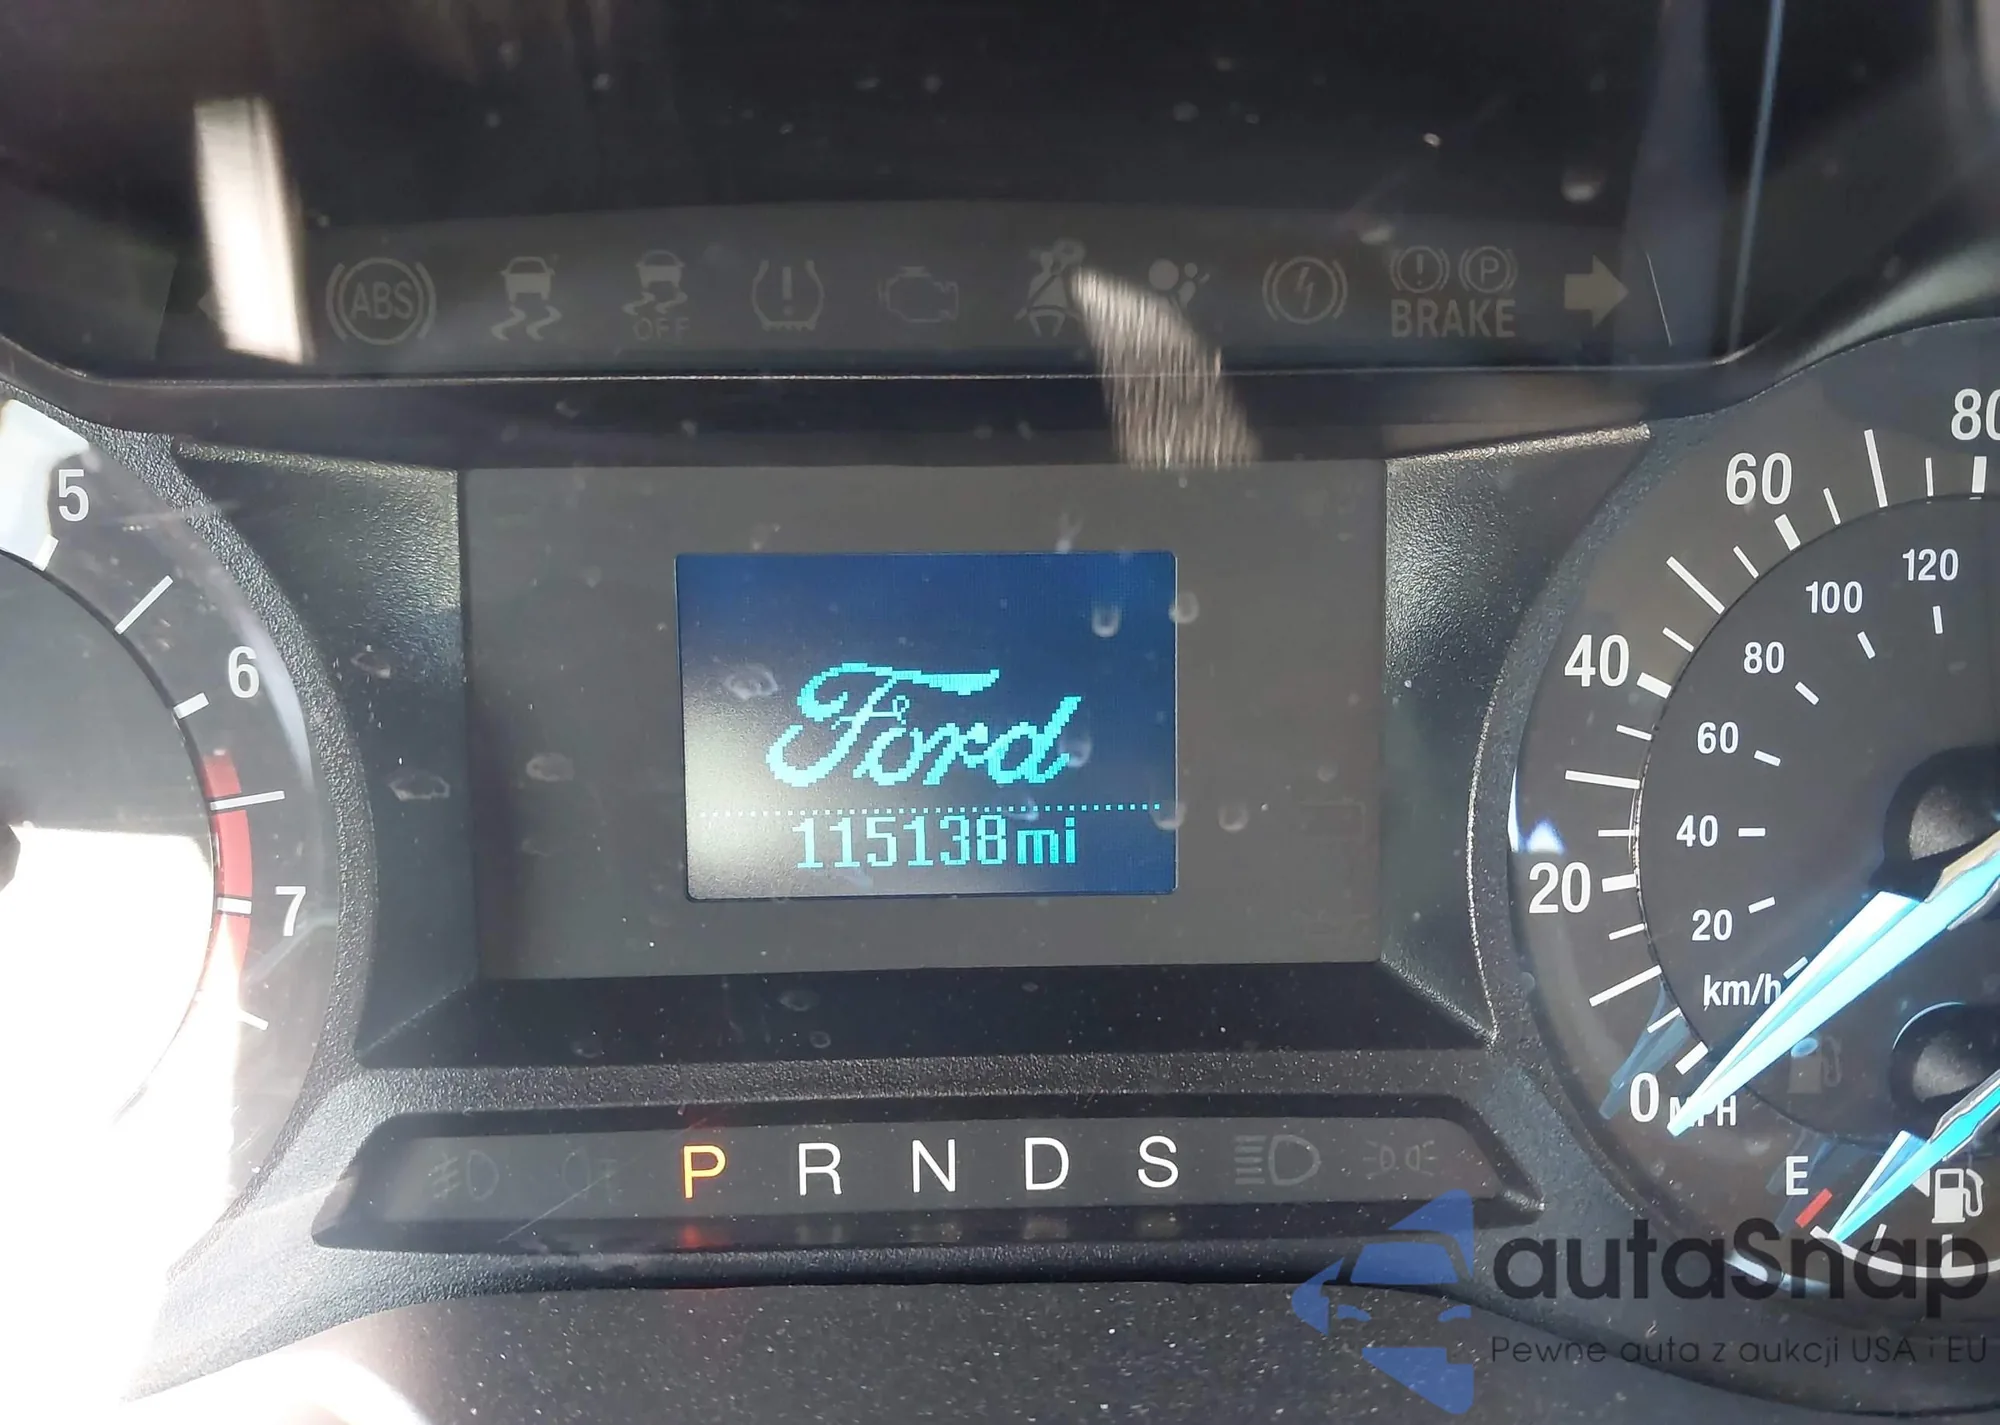 ABS
OFF
BRAKE
5
6
7
Ford
115138mi
80
60
40
20
0
MPH
120
100
80
60
40
20
km/h
P R N D S
E
autaSnap
Pewne auta z aukcji USA i EU